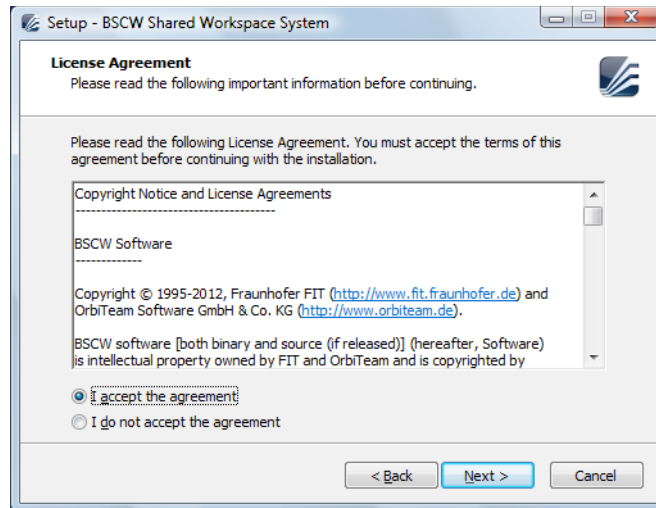 Setup - BSCW Shared Workspace System
License Agreement
Please read the following important information before continuing.
Please read the following License Agreement. You must accept the terms of this
agreement before continuing with the installation.
Copyright Notice and License Agreements
---------------------------------------
BSCW Software
-------------
Copyright © 1995-2012, Fraunhofer FIT (http://www.fit.fraunhofer.de) and
OrbiTeam Software GmbH & Co. KG (http://www.orbiteam.de).
BSCW software [both binary and source (if released)] (hereafter, Software)
is intellectual property owned by FIT and OrbiTeam and is copyrighted by
I accept the agreement
I do not accept the agreement
< Back
Next >
Cancel